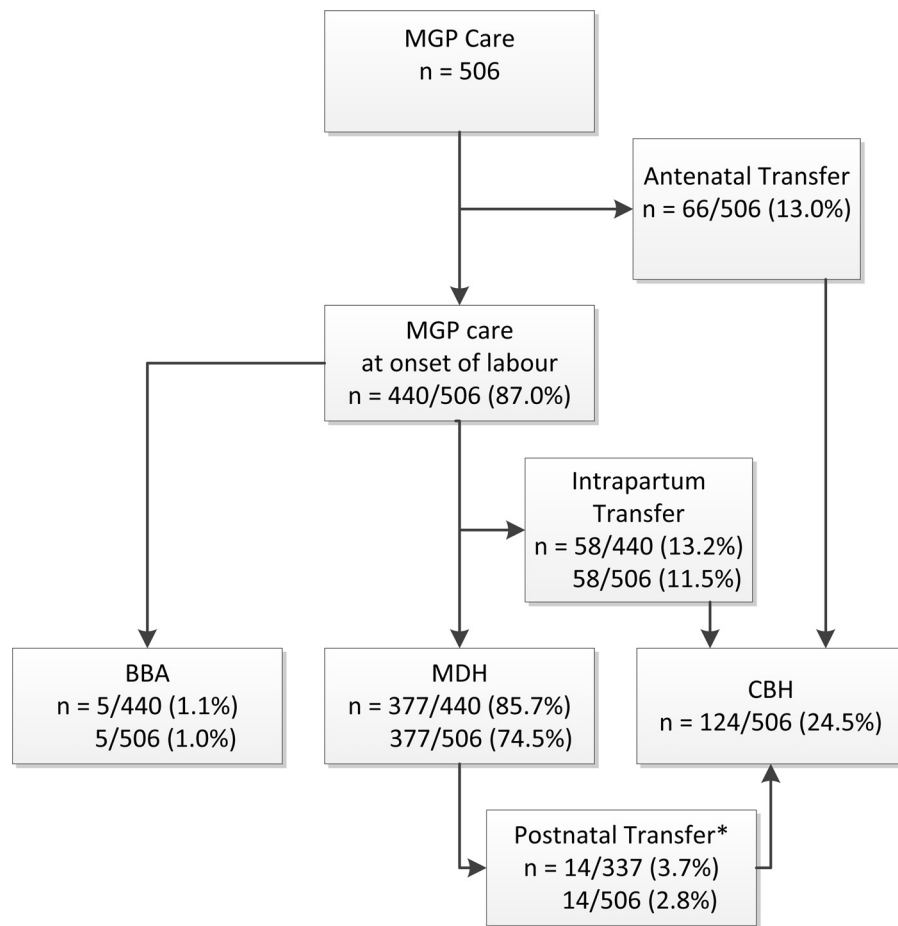 MGP Care
n = 506
Antenatal Transfer
n = 66/506 (13.0%)
MGP care
at onset of labour
n = 440/506 (87.0%)
Intrapartum
Transfer
n = 58/440 (13.2%)
58/506 (11.5%)
BBA
n = 5/440 (1.1%)
5/506 (1.0%)
MDH
n = 377/440 (85.7%)
377/506 (74.5%)
CBH
n = 124/506 (24.5%)
Postnatal Transfer*
n = 14/337 (3.7%)
14/506 (2.8%)